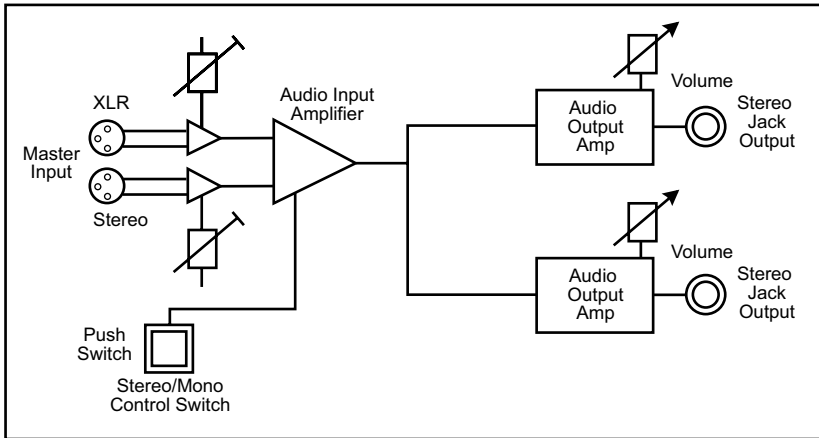 XLR
Master
Input
Stereo
Audio Input
Amplifier
Push
Switch
Stereo/Mono
Control Switch
Audio
Output
Amp
Volume
Stereo
Jack
Output
Audio
Output
Amp
Volume
Stereo
Jack
Output